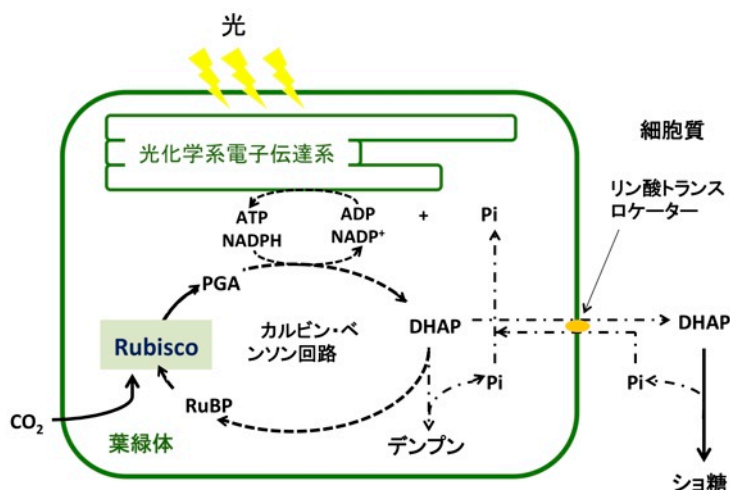 光
細胞質
光化学系電子伝達系
リン酸トランス
ロケーター
ATP
NADPH
ADP
NADP⁺
+
Pi
PGA
DHAP
DHAP
カルビン・ベ
ンソン回路
Rubisco
Pi
Pi
RuBP
CO₂
葉緑体
デンプン
ショ糖